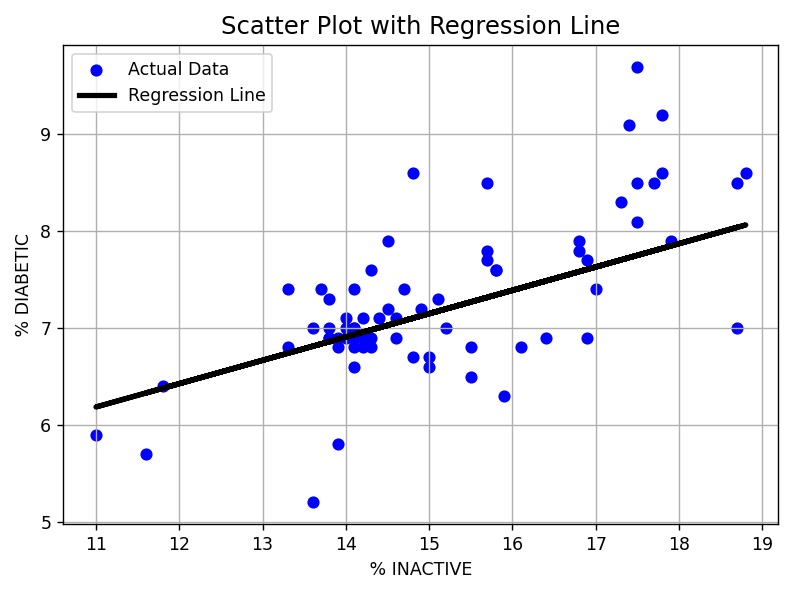 Scatter Plot with Regression Line
Actual Data
Regression Line
9
8
7
6
5
% DIABETIC
11 12 13 14 15 16 17 18 19
% INACTIVE